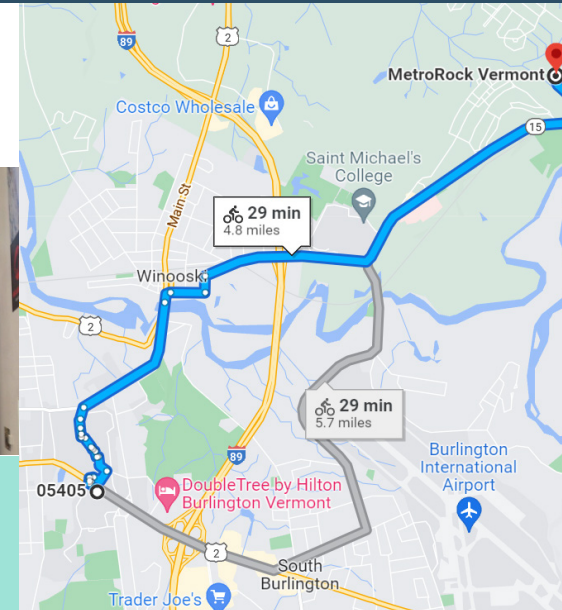 89
2
MetroRock Vermont
Costco Wholesale
15
Saint Michael's
College
Main St
29 min
4.8 miles
Winooski
2
29 min
5.7 miles
89
Burlington
International
Airport
05405
DoubleTree by Hilton
Burlington Vermont
2
South
Burlington
Trader Joe's